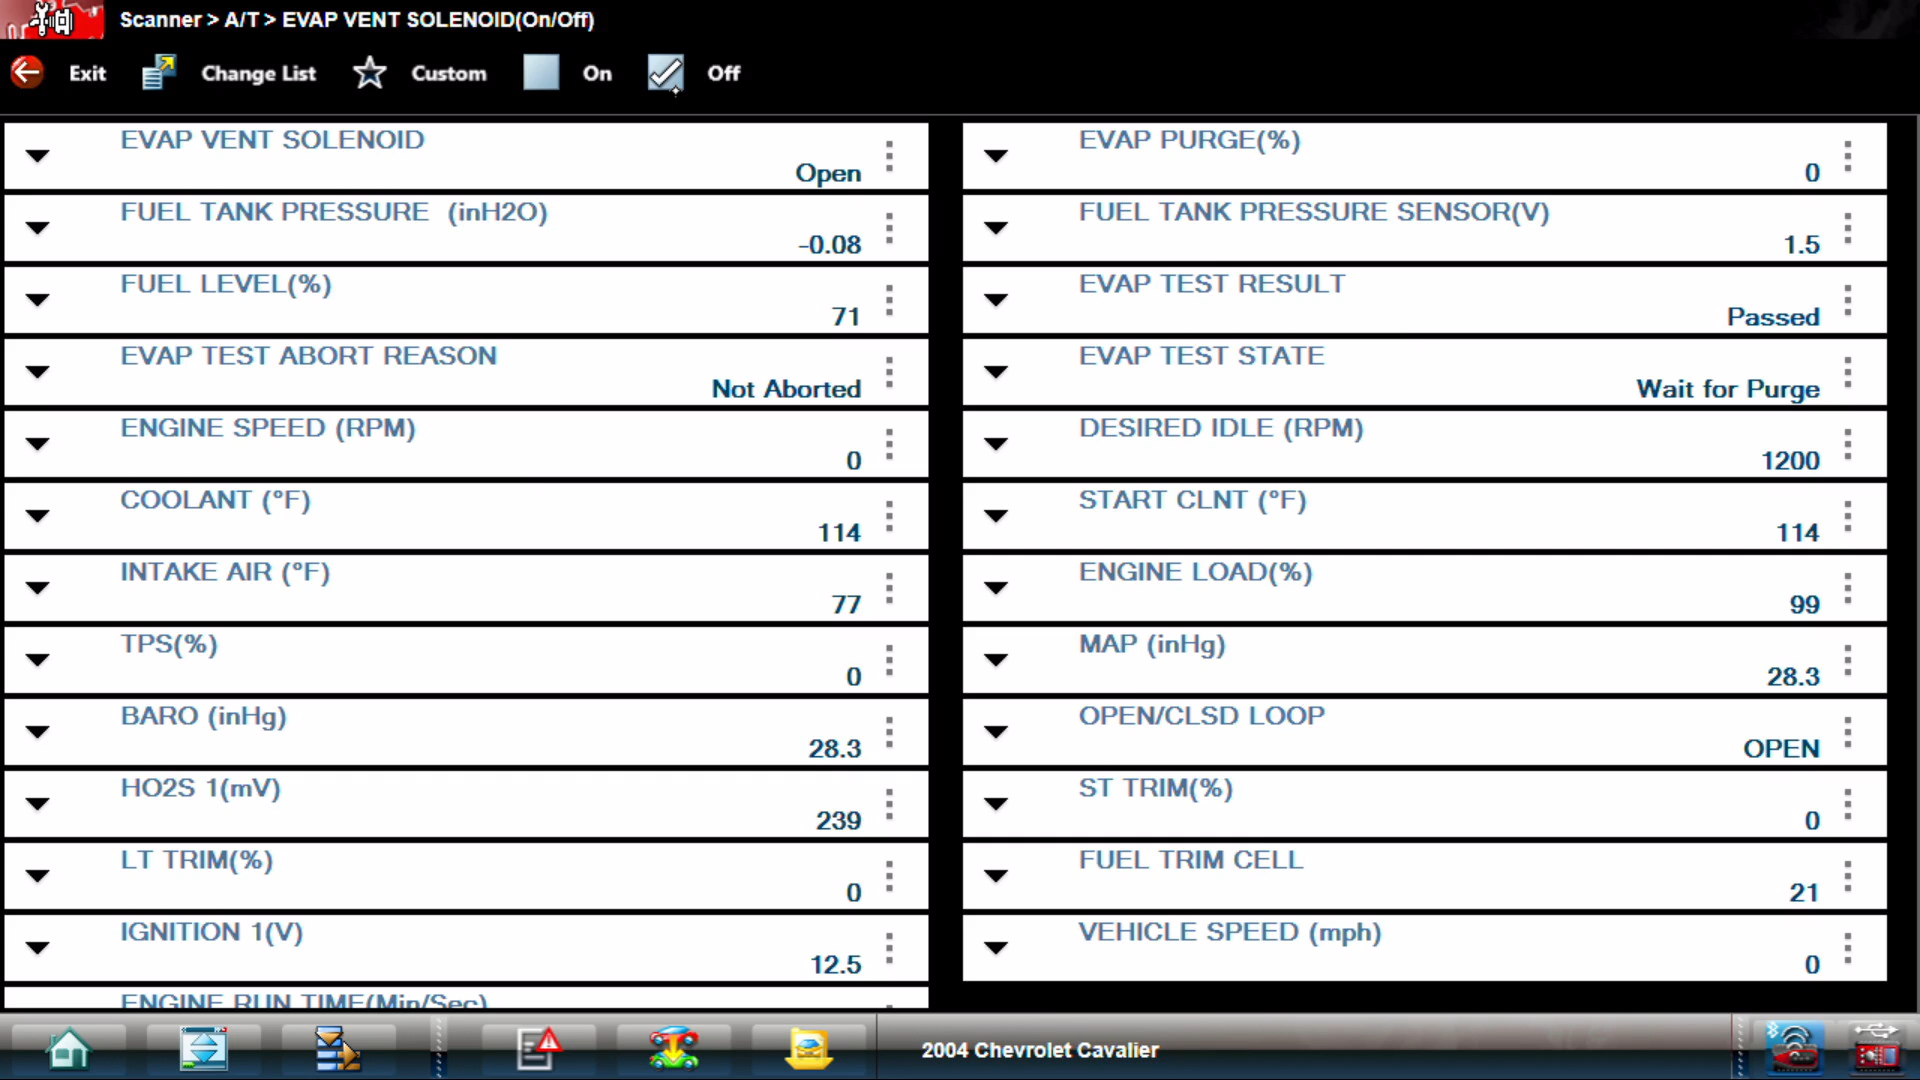 Scanner > A/T > EVAP VENT SOLENOID(On/Off)
Exit Change List Custom On Off
EVAP VENT SOLENOID
Open
EVAP PURGE(%)
0
FUEL TANK PRESSURE (inH2O)
-0.08
FUEL TANK PRESSURE SENSOR(V)
1.5
FUEL LEVEL(%)
71
EVAP TEST RESULT
Passed
EVAP TEST ABORT REASON
Not Aborted
EVAP TEST STATE
Wait for Purge
ENGINE SPEED (RPM)
0
DESIRED IDLE (RPM)
1200
COOLANT (°F)
114
START CLNT (°F)
114
INTAKE AIR (°F)
77
ENGINE LOAD(%)
99
TPS(%)
0
MAP (inHg)
28.3
BARO (inHg)
28.3
OPEN/CLSD LOOP
OPEN
HO2S 1(mV)
239
ST TRIM(%)
0
LT TRIM(%)
0
FUEL TRIM CELL
21
IGNITION 1(V)
12.5
VEHICLE SPEED (mph)
0
ENGINE RUN TIME(Min/Sec)
2004 Chevrolet Cavalier